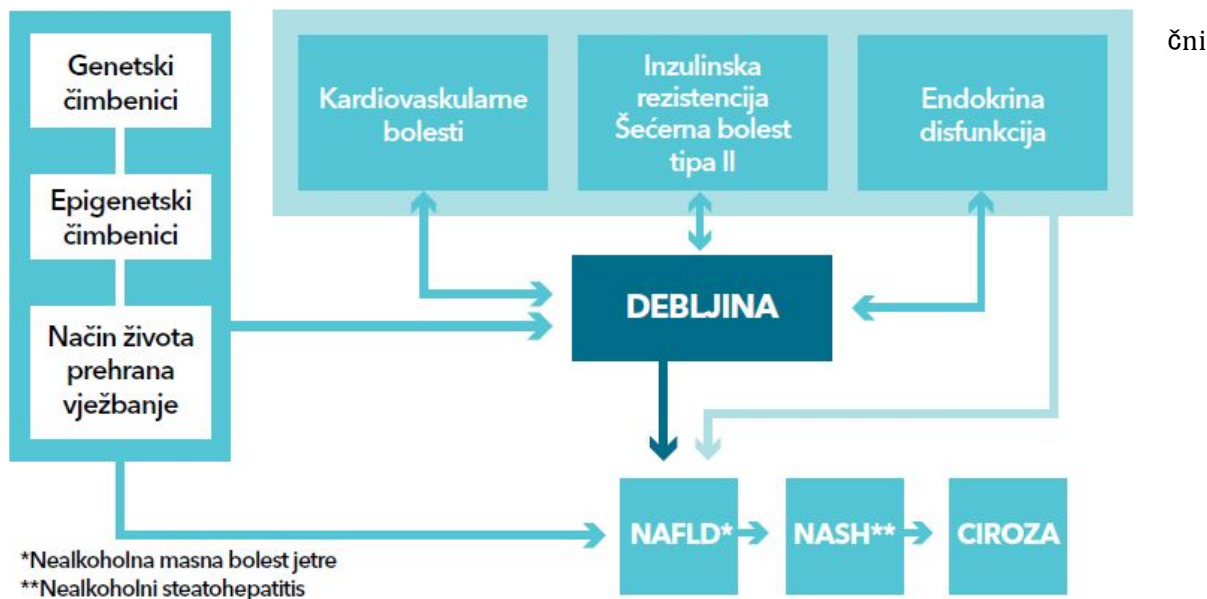 Genetski
čimbenici
Epigenetski
čimbenici
Način života
prehrana
vježbanje
Kardiovaskularne
bolesti
Inzulinska
rezistencija
Šećerna bolest
tipa II
Endokrina
disfunkcija
čni
DEBLJINA
NAFLD*
NASH**
CIROZA
*Nealkoholna masna bolest jetre
**Nealkoholni steatohepatitis